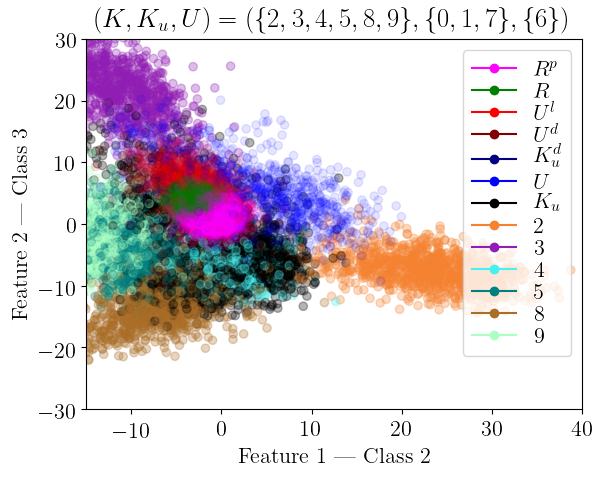 (K, K_u, U) = ({2, 3, 4, 5, 8, 9}, {0, 1, 7}, {6})
30
20
10
0
−10
−20
−30
Feature 2 — Class 3
−10
0
10
20
30
40
Feature 1 — Class 2
R^p
R
U^l
U^d
K_u^d
U
K_u
2
3
4
5
8
9